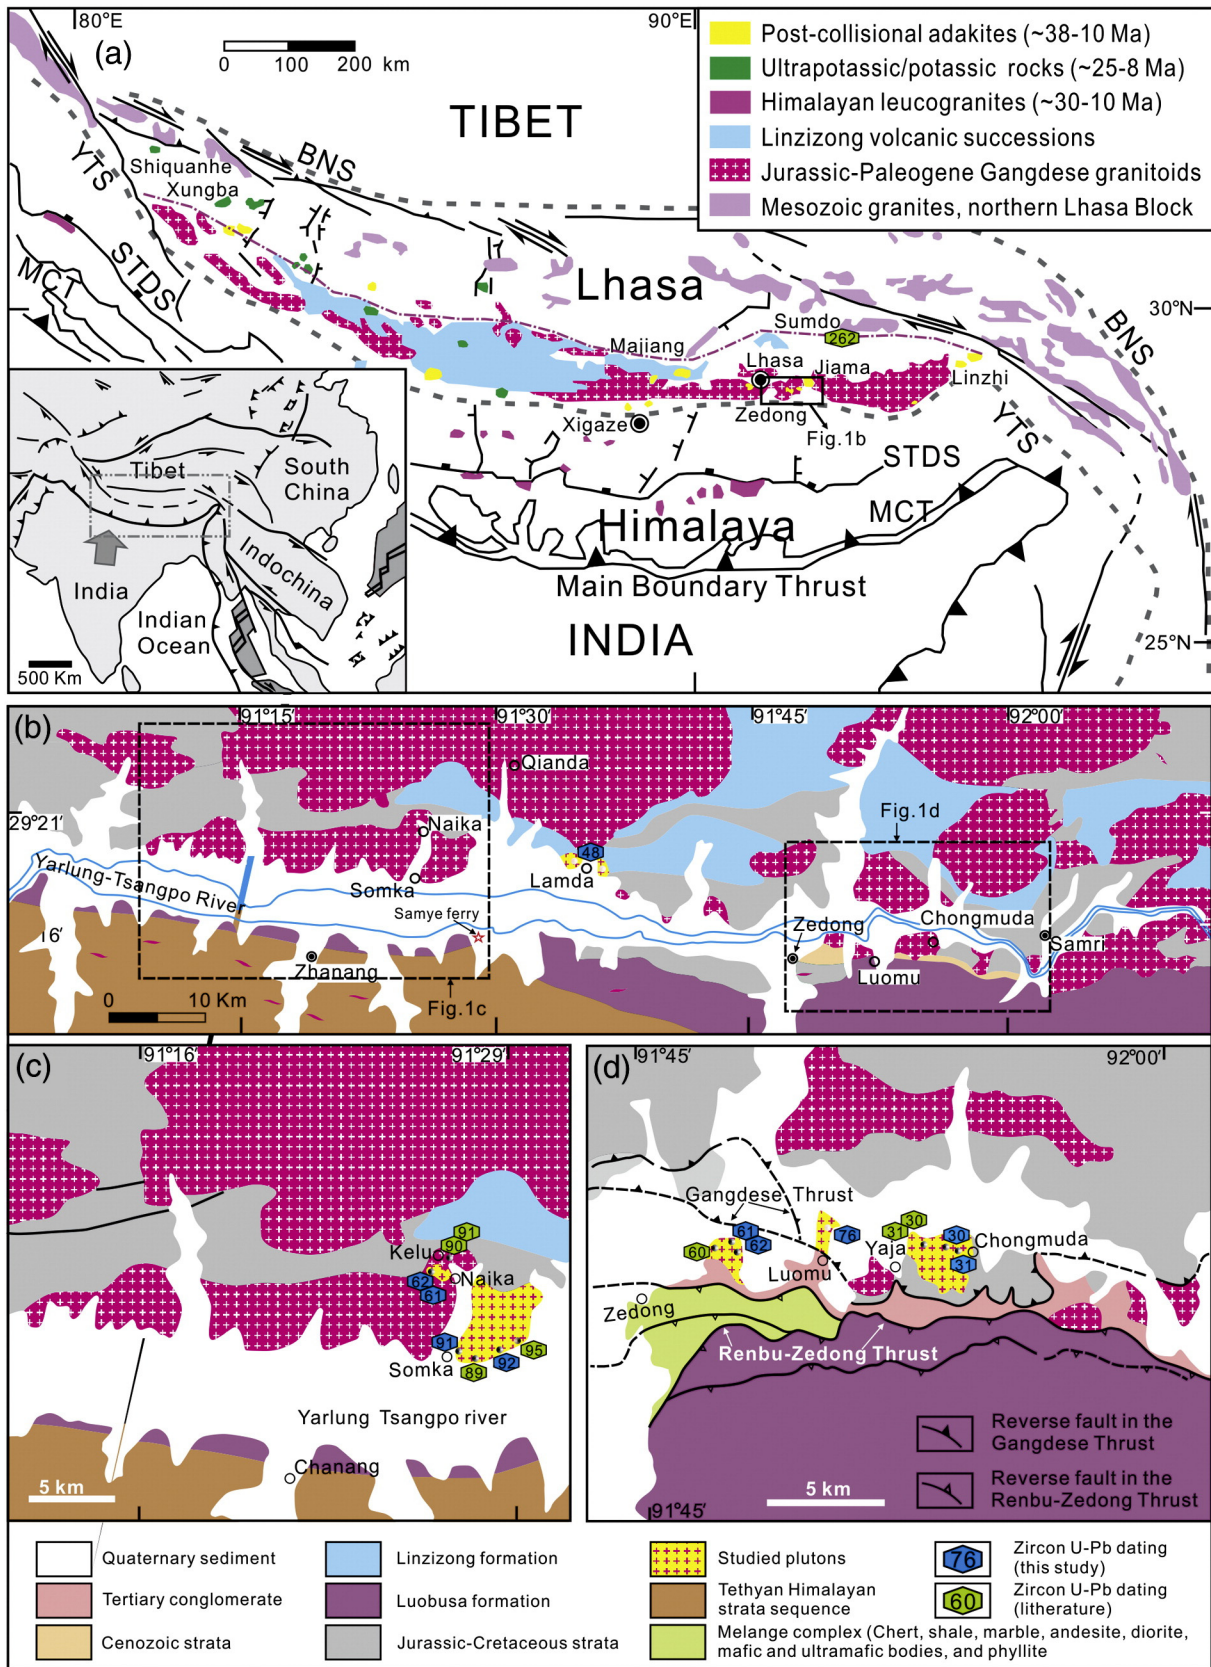 80°E
90°E
(a)
0 100 200 km
Post-collisional adakites (~38-10 Ma)
Ultrapotassic/potassic rocks (~25-8 Ma)
Himalayan leucogranites (~30-10 Ma)
Linzizong volcanic successions
Jurassic-Paleogene Gangdese granitoids
Mesozoic granites, northern Lhasa Block
TIBET
BNS
YTS
Shiquanhe
Xungba
STDS
MCT
Lhasa
30°N
BNS
Sumdo
262
Majiang
Lhasa
Jiama
Linzhi
Zedong
Xigaze
Fig.1b
YTS
STDS
MCT
Himalaya
Main Boundary Thrust
INDIA
25°N
Tibet
South
China
India
Indochina
Indian
Ocean
500 Km
(b)
91°15′
91°30′
91°45′
92°00′
29°21′
16′
Qianda
Naika
Somka
48
Lamda
Fig.1d
Yarlung-Tsangpo River
Samye ferry
Zhanang
Fig.1c
0 10 Km
Zedong
Chongmuda
Samri
Luomu
(c)
91°16′
91°29′
91
90
Kelu
Naika
62
61
91
Somka
89
92
95
Yarlung Tsangpo river
Chanang
5 km
(d)
91°45′
92°00′
Gangdese Thrust
60
61
62
76
Luomu
31
30
Yaja
30
31
Chongmuda
Zedong
Renbu-Zedong Thrust
Reverse fault in the
Gangdese Thrust
Reverse fault in the
Renbu-Zedong Thrust
91°45′
5 km
Quaternary sediment
Tertiary conglomerate
Cenozoic strata
Linzizong formation
Luobusa formation
Jurassic-Cretaceous strata
Studied plutons
Tethyan Himalayan
strata sequence
Melange complex (Chert, shale, marble, andesite, diorite,
mafic and ultramafic bodies, and phyllite
76
Zircon U-Pb dating
(this study)
60
Zircon U-Pb dating
(litherature)